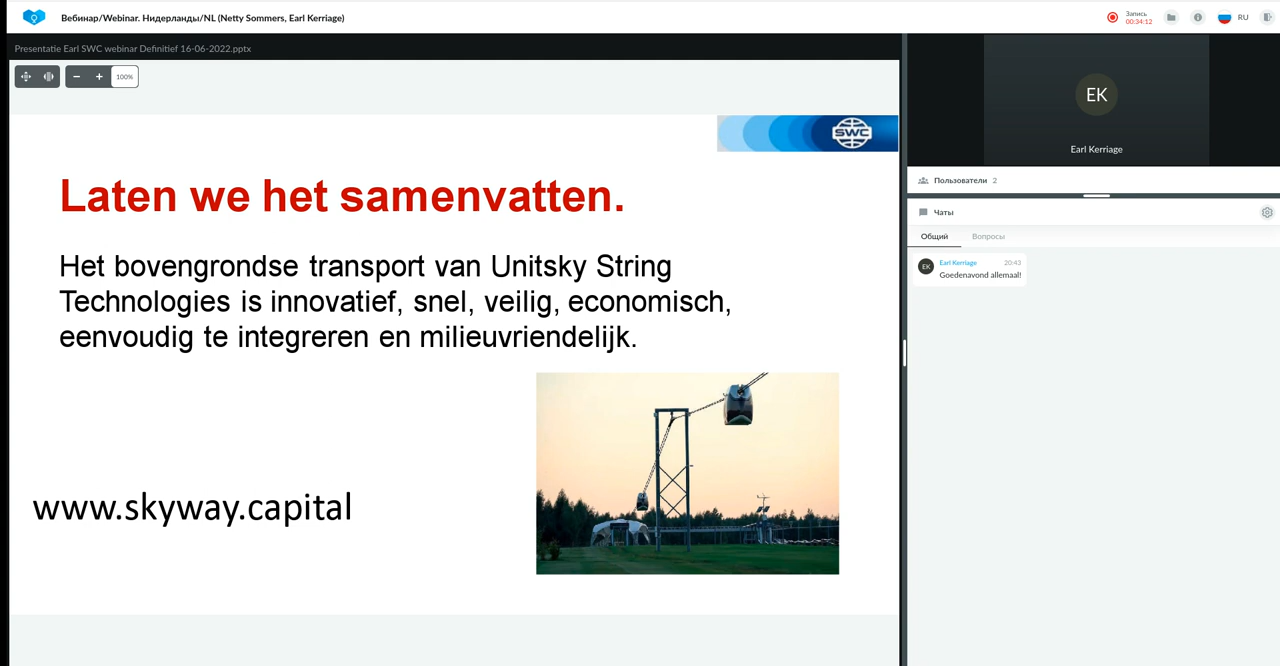 Вебинар/Webinar. Нидерланды/NL (Netty Sommers, Earl Kerriage)
Запись
00:34:12
RU
Presentatie Earl SWC webinar Definitief 16-06-2022.pptx
100%
SWC
Laten we het samenvatten.
Het bovengrondse transport van Unitsky String
Technologies is innovatief, snel, veilig, economisch,
eenvoudig te integreren en milieuvriendelijk.
www.skyway.capital
EK
Earl Kerriage
Пользователи 2
Чаты
Общий Вопросы
EK
Earl Kerriage 20:43
Goedenavond allemaal!